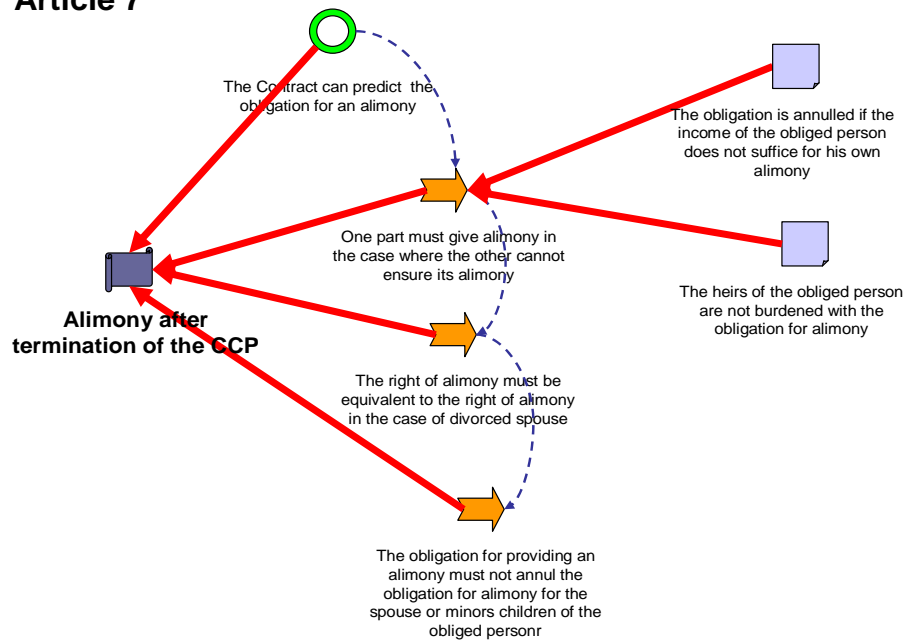 Article 7
The Contract can predict the
obligation for an alimony
The obligation is annulled if the
income of the obliged person
does not suffice for his own
alimony
One part must give alimony in
the case where the other cannot
ensure its alimony
The heirs of the obliged person
are not burdened with the
obligation for alimony
Alimony after
termination of the CCP
The right of alimony must be
equivalent to the right of alimony
in the case of divorced spouse
The obligation for providing an
alimony must not annul the
obligation for alimony for the
spouse or minors children of the
obliged personr